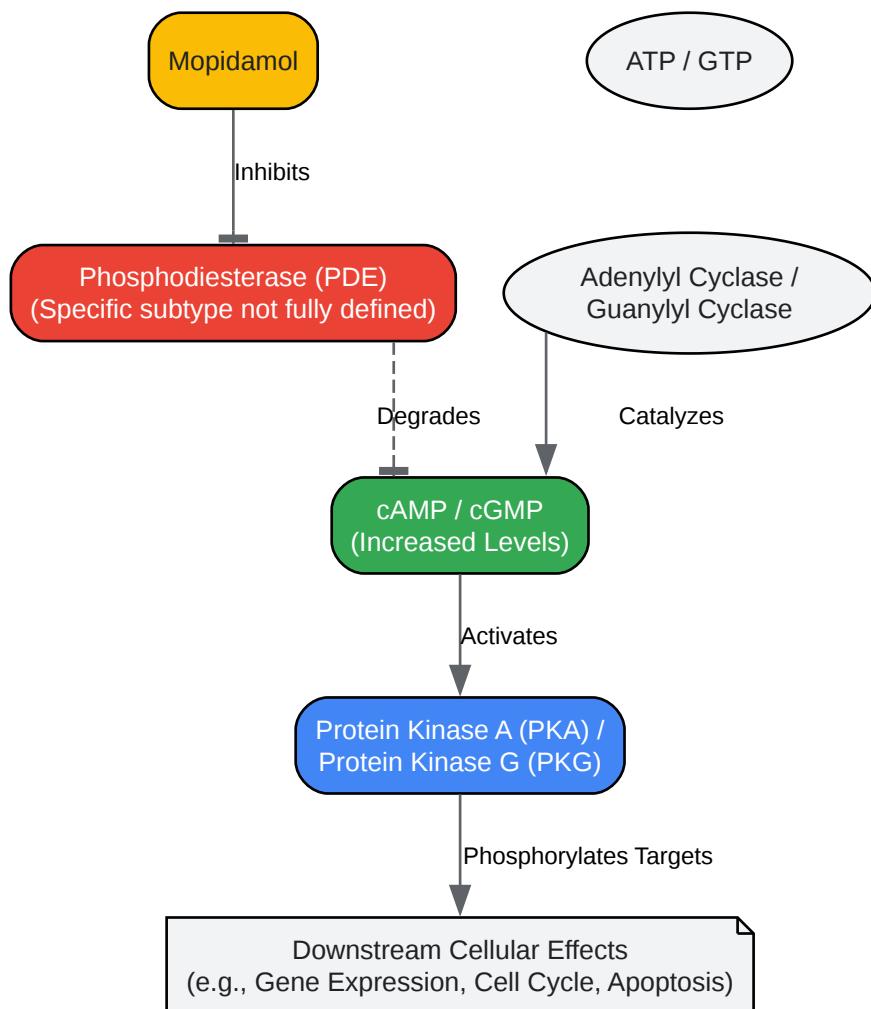 Mopidamol
ATP / GTP
Inhibits
Phosphodiesterase (PDE)
(Specific subtype not fully defined)
Adenylyl Cyclase /
Guanylyl Cyclase
Degrades
Catalyzes
cAMP / cGMP
(Increased Levels)
Activates
Protein Kinase A (PKA) /
Protein Kinase G (PKG)
Phosphorylates Targets
Downstream Cellular Effects
(e.g., Gene Expression, Cell Cycle, Apoptosis)